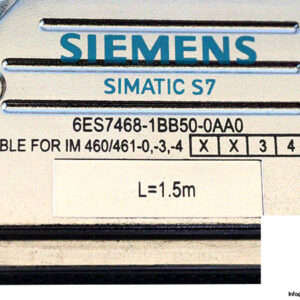 SIEMENS
SIMATIC S7
6ES7468-1BB50-0AA0
BLE FOR IM 460/461-0,-3,-4 X X 3 4
L=1.5m